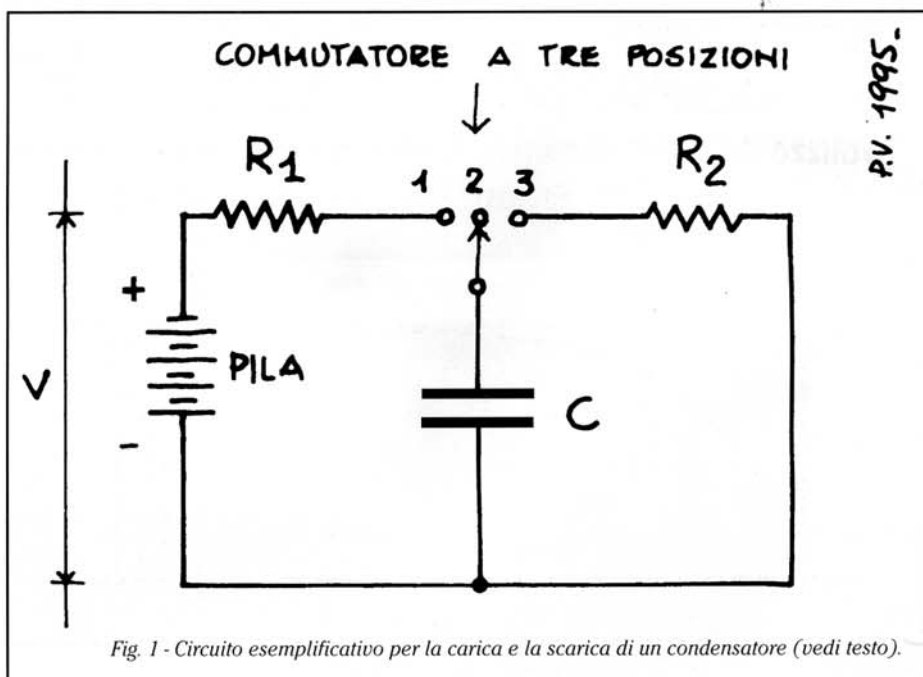 COMMUTATORE A TRE POSIZIONI
P.V. 1995-
R1
1 2 3
R2
+
V
PILA
C
-
Fig. 1 - Circuito esemplificativo per la carica e la scarica di un condensatore (vedi testo).